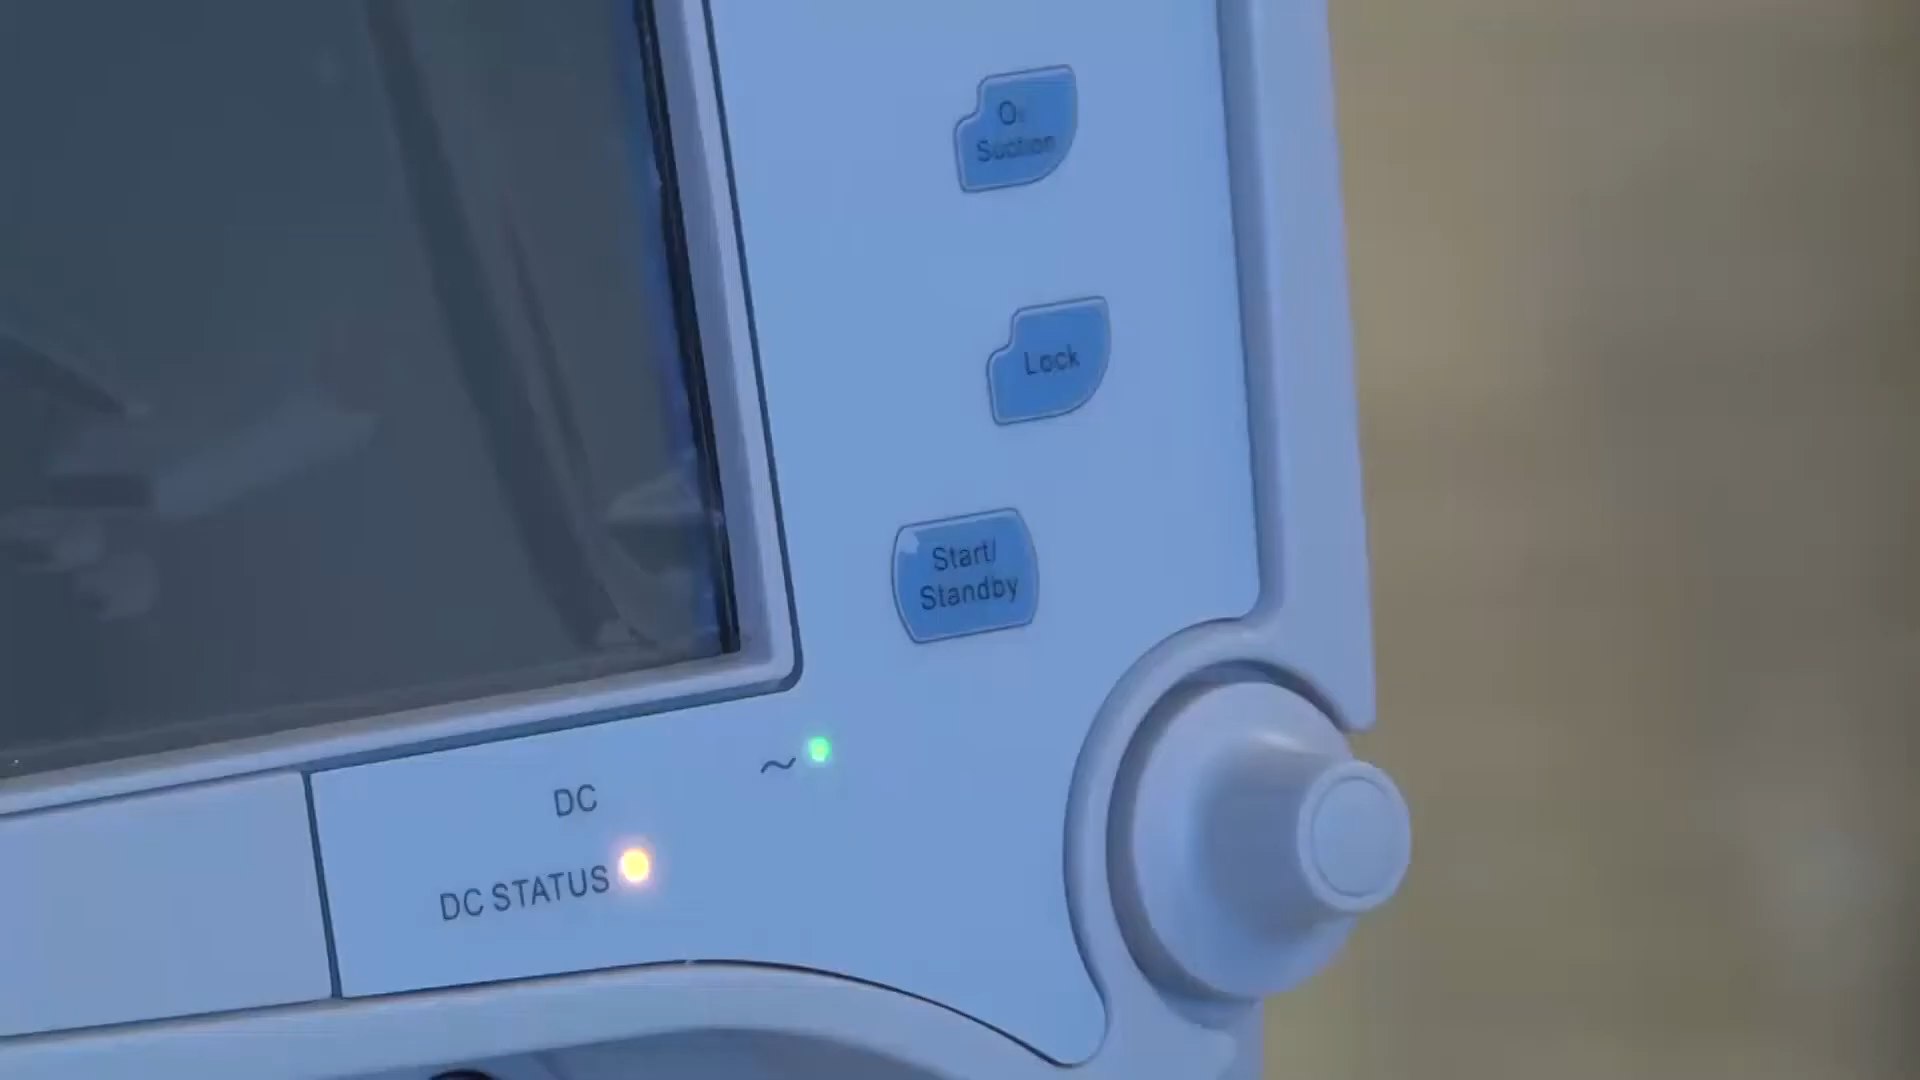 O₂
Suction
Lock
Start/
Standby
~
DC
DC STATUS